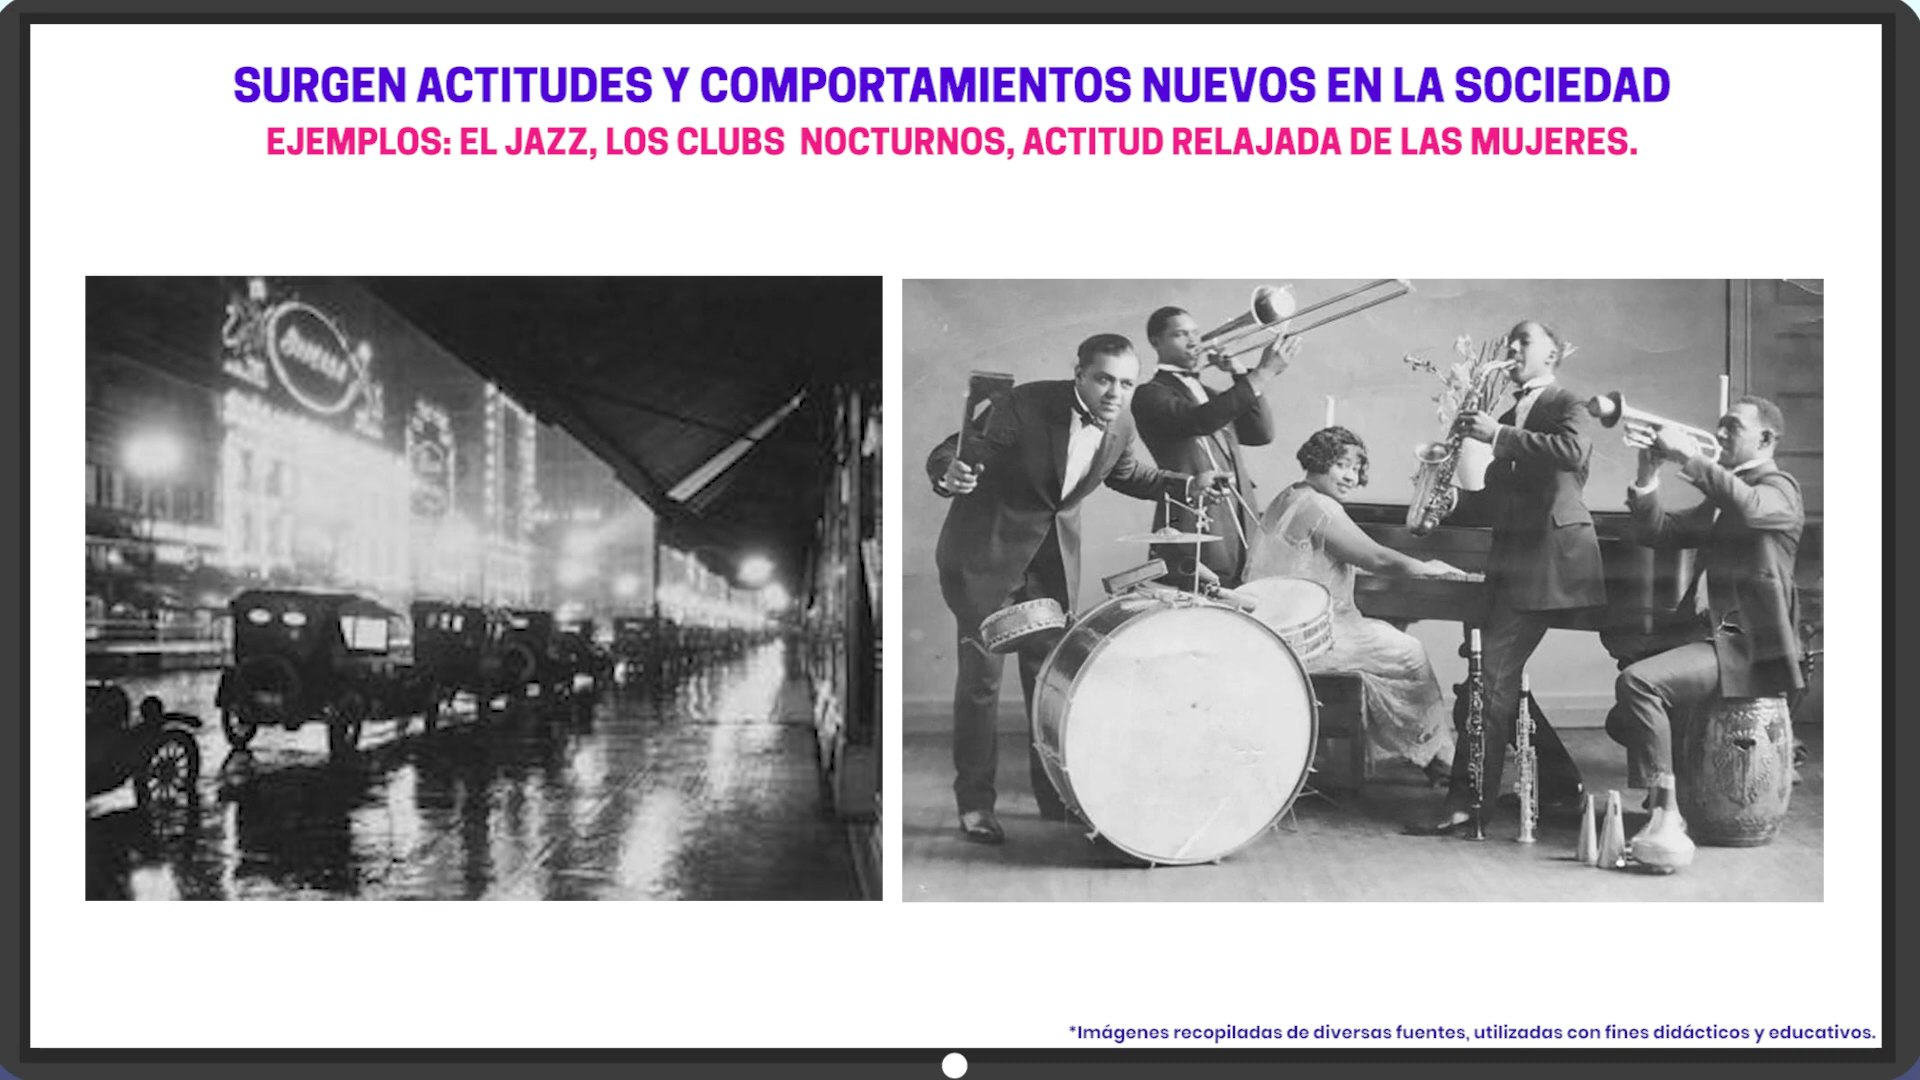 SURGEN ACTITUDES Y COMPORTAMIENTOS NUEVOS EN LA SOCIEDAD
EJEMPLOS: EL JAZZ, LOS CLUBS NOCTURNOS, ACTITUD RELAJADA DE LAS MUJERES.
*Imágenes recopiladas de diversas fuentes, utilizadas con fines didácticos y educativos.